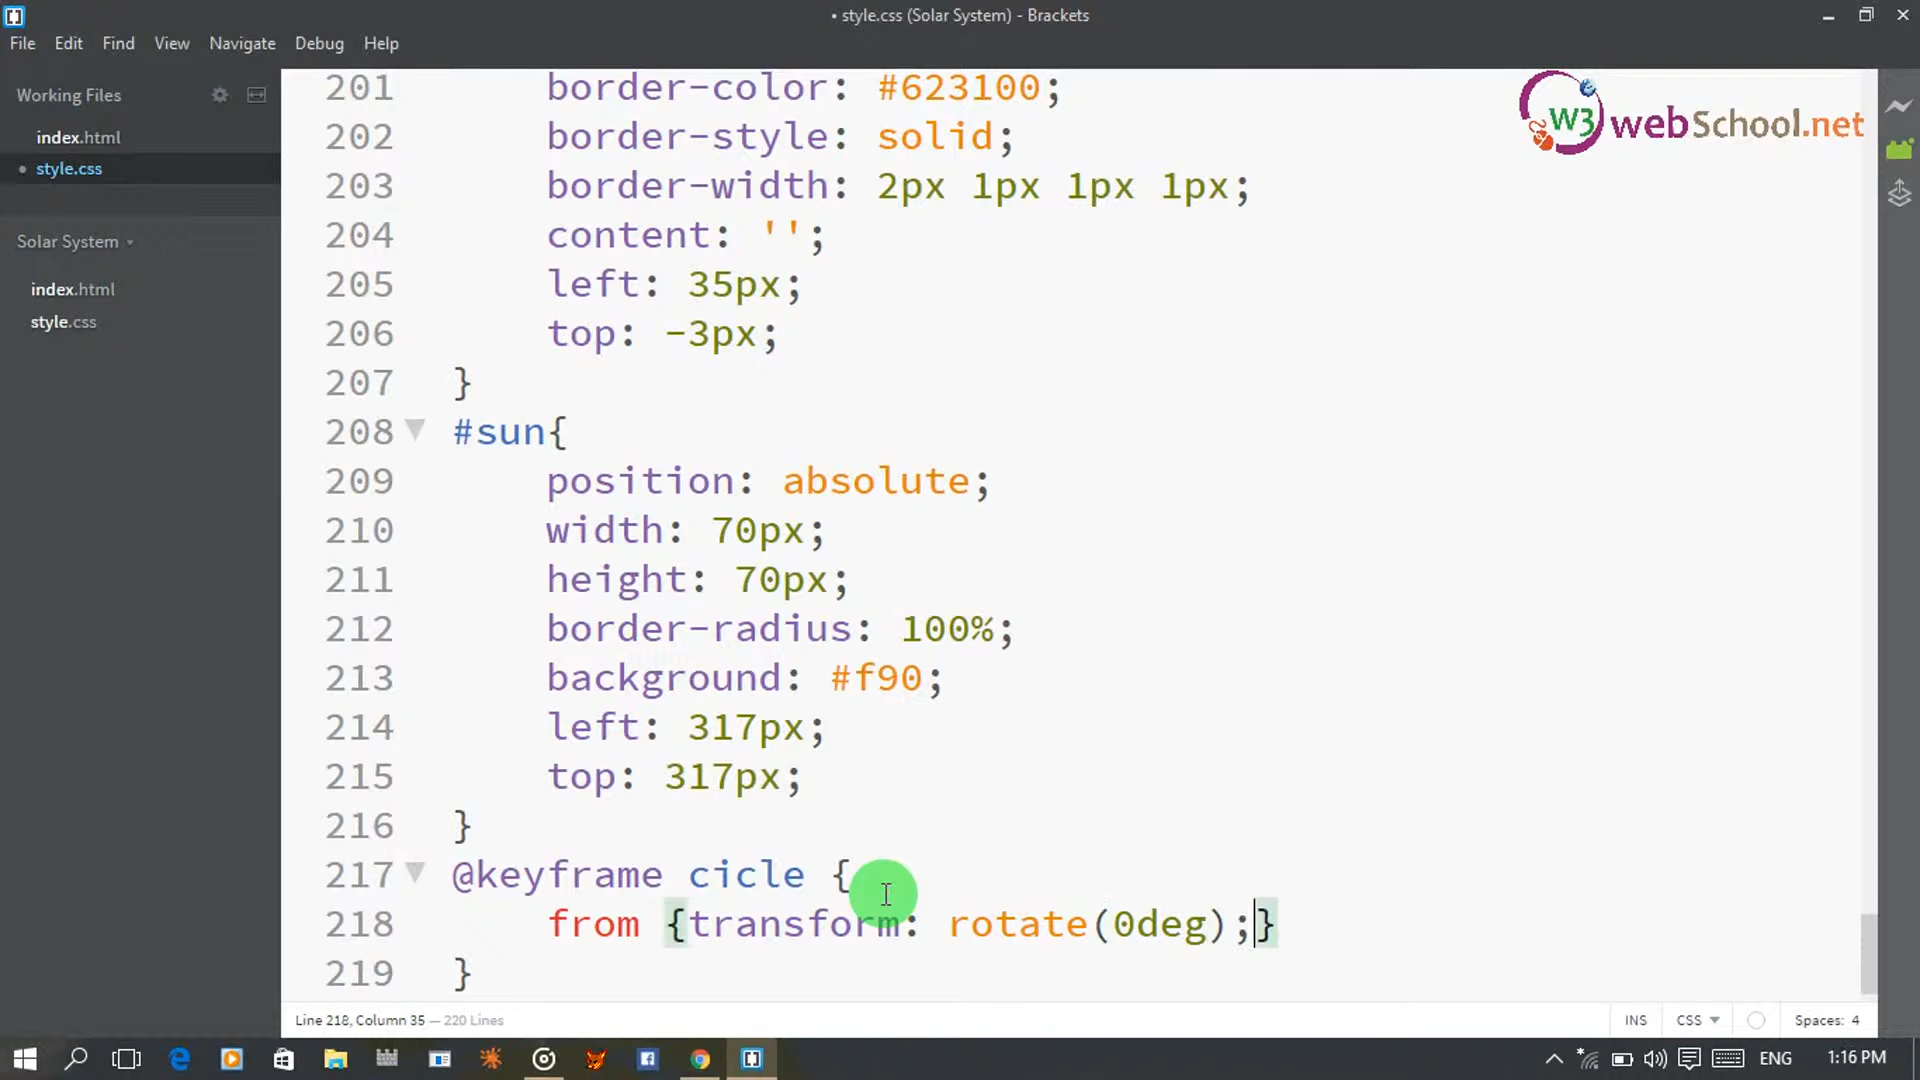 style.css (Solar System) - Brackets
File Edit Find View Navigate Debug Help
Working Files
index.html
style.css
Solar System
index.html
style.css
201 border-color: #623100;
202 border-style: solid;
203 border-width: 2px 1px 1px 1px;
204 content: '';
205 left: 35px;
206 top: -3px;
207 }
208 #sun{
209 position: absolute;
210 width: 70px;
211 height: 70px;
212 border-radius: 100%;
213 background: #f90;
214 left: 317px;
215 top: 317px;
216 }
217 @keyframe cicle {
218 from {transform: rotate(0deg);}
219 }
W3 webSchool.net
Line 218, Column 35 — 220 Lines
INS CSS Spaces: 4
ENG 1:16 PM